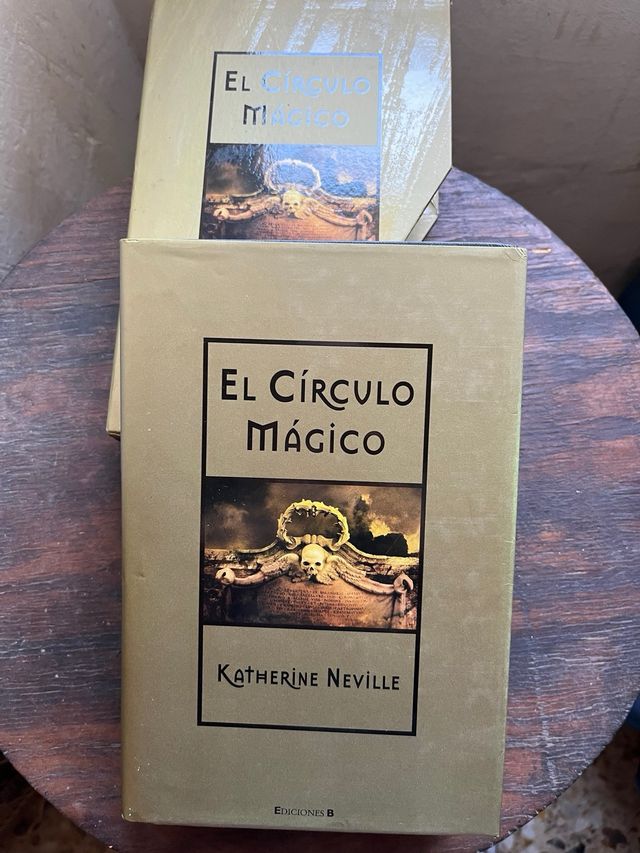 EL CÍRCULO
MÁGICO
EL CÍRCULO
MÁGICO
KATHERINE NEVILLE
EDICIONES B